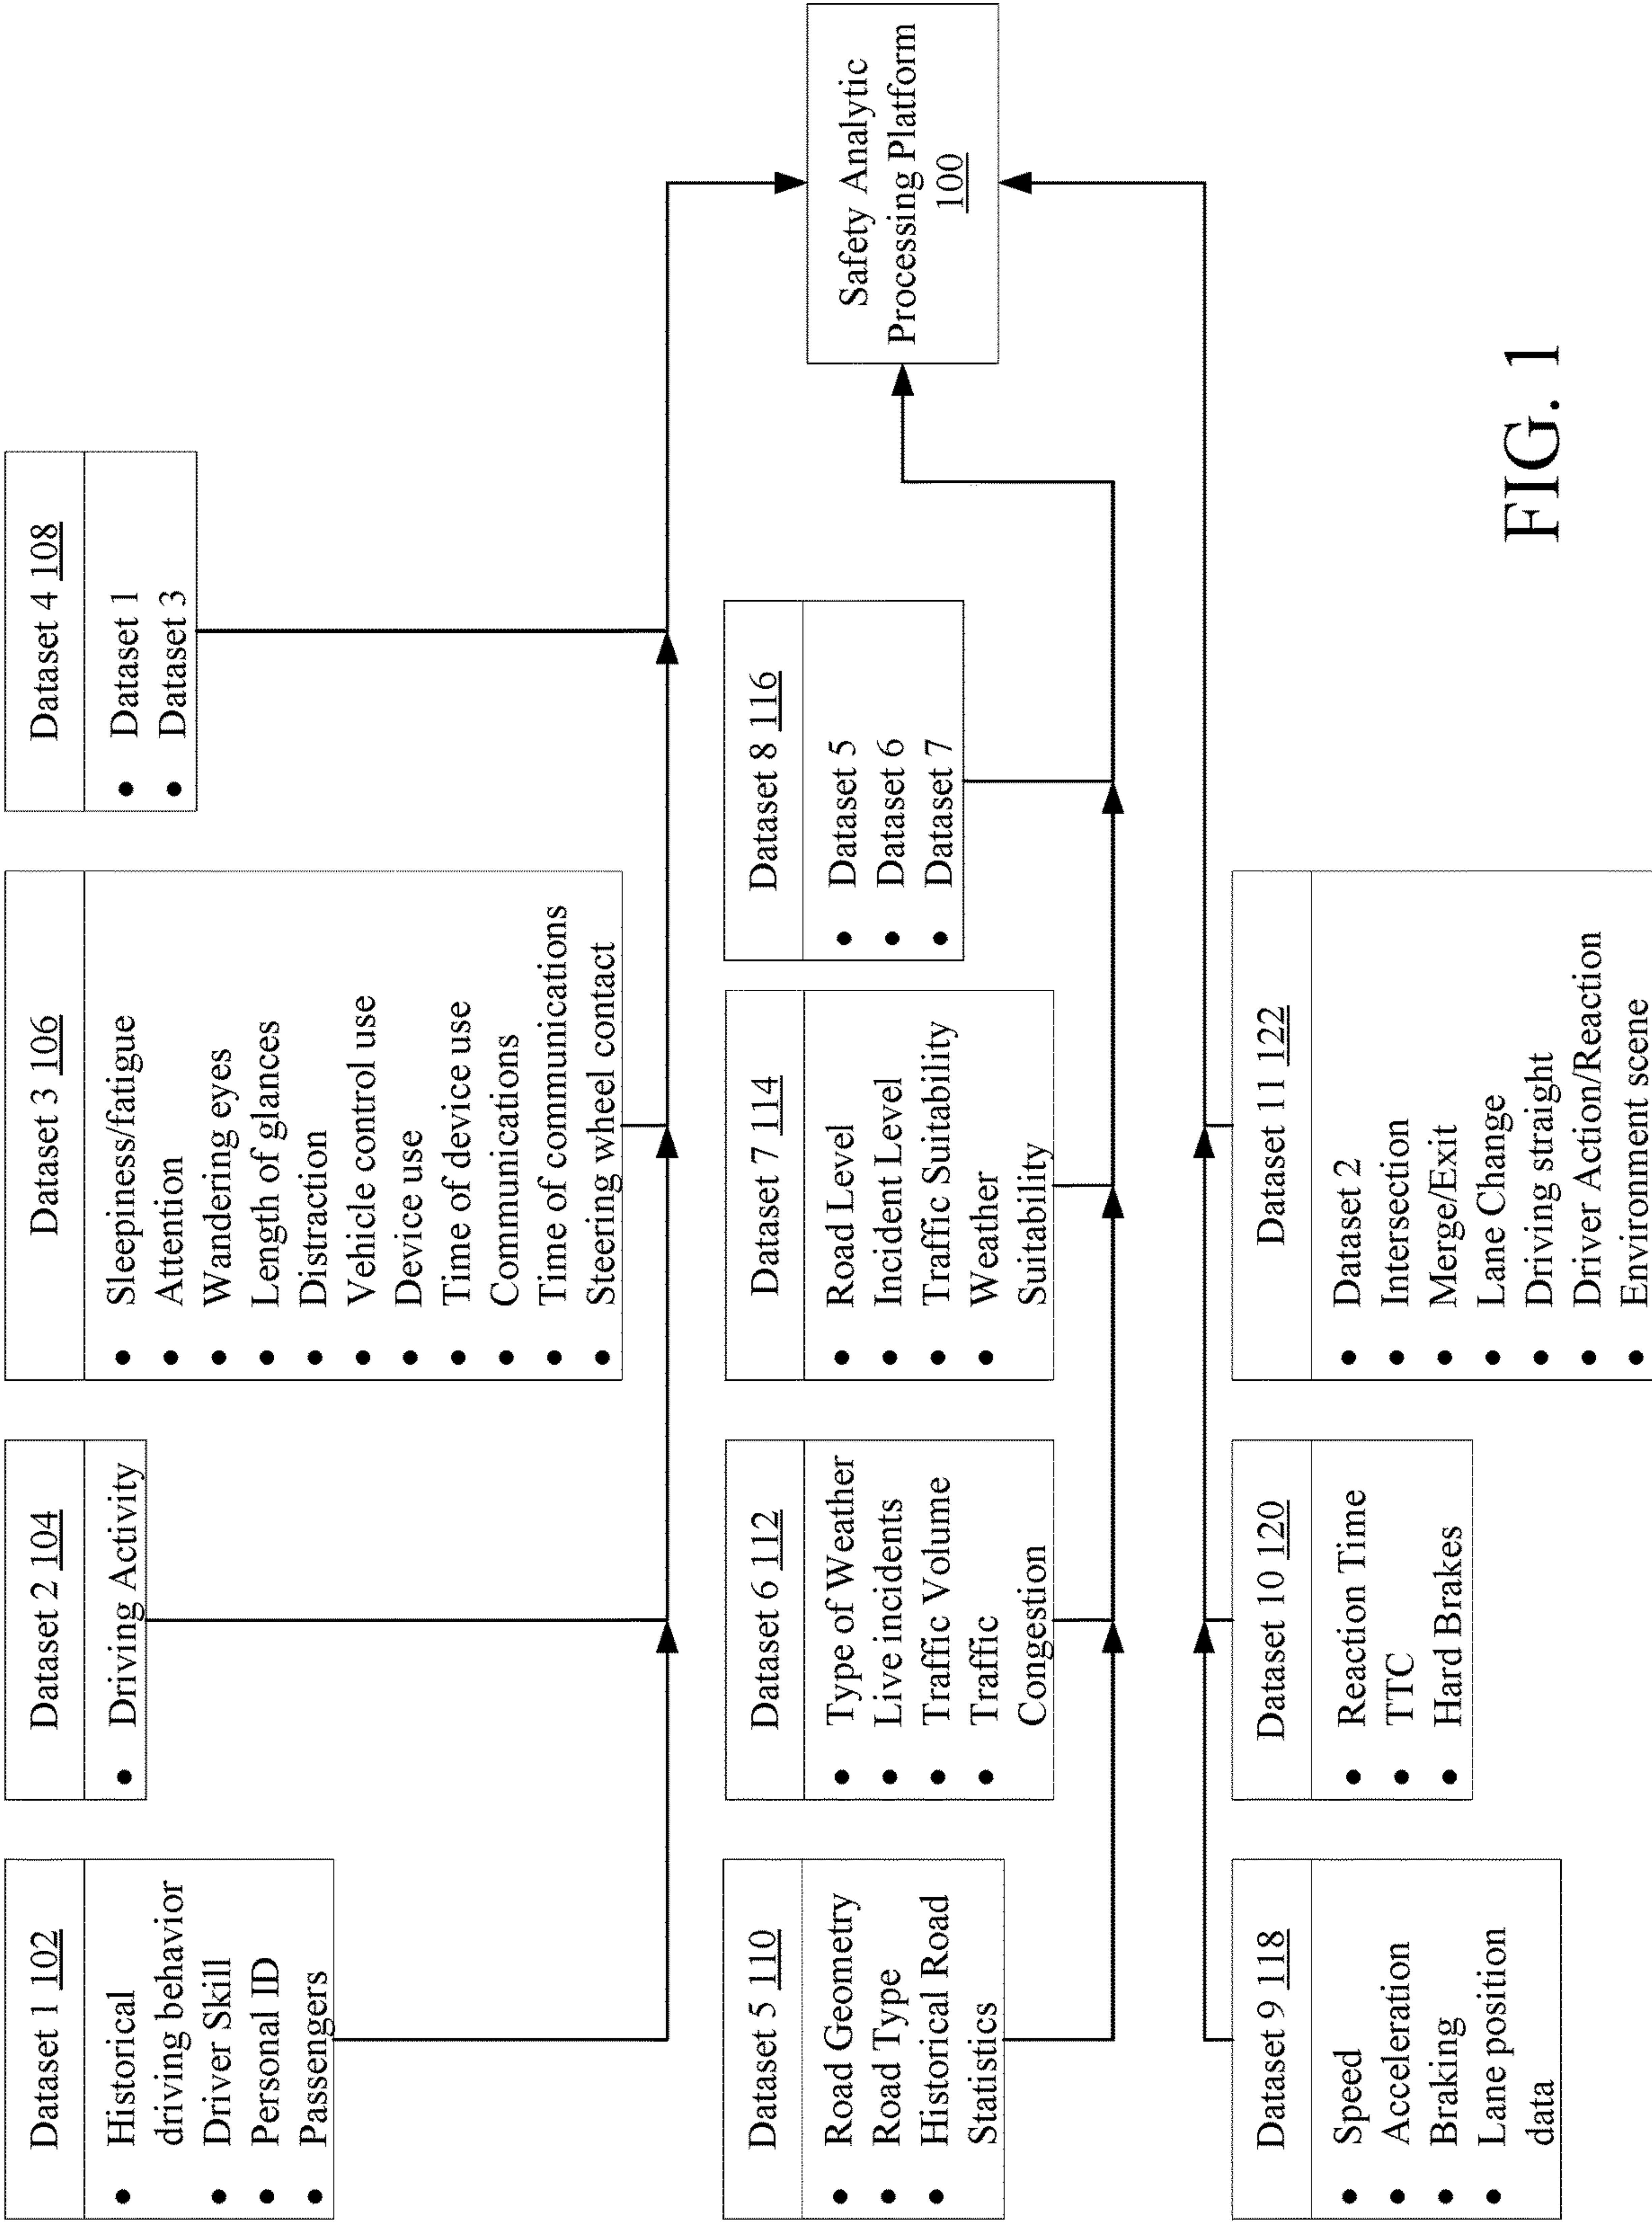 Dataset 1 102
• Historical
driving behavior
• Driver Skill
• Personal ID
• Passengers
Dataset 2 104
• Driving Activity
Dataset 3 106
• Sleepiness/fatigue
• Attention
• Wandering eyes
• Length of glances
• Distraction
• Vehicle control use
• Device use
• Time of device use
• Communications
• Time of communications
• Steering wheel contact
Dataset 4 108
• Dataset 1
• Dataset 3
Dataset 5 110
• Road Geometry
• Road Type
• Historical Road
Statistics
Dataset 6 112
• Type of Weather
• Live incidents
• Traffic Volume
• Traffic
Congestion
Dataset 7 114
• Road Level
• Incident Level
• Traffic Suitability
• Weather
Suitability
Dataset 8 116
• Dataset 5
• Dataset 6
• Dataset 7
Safety Analytic
Processing Platform
100
Dataset 9 118
• Speed
• Acceleration
• Braking
• Lane position
data
Dataset 10 120
• Reaction Time
• TTC
• Hard Brakes
Dataset 11 122
• Dataset 2
• Intersection
• Merge/Exit
• Lane Change
• Driving straight
• Driver Action/Reaction
• Environment scene
FIG. 1